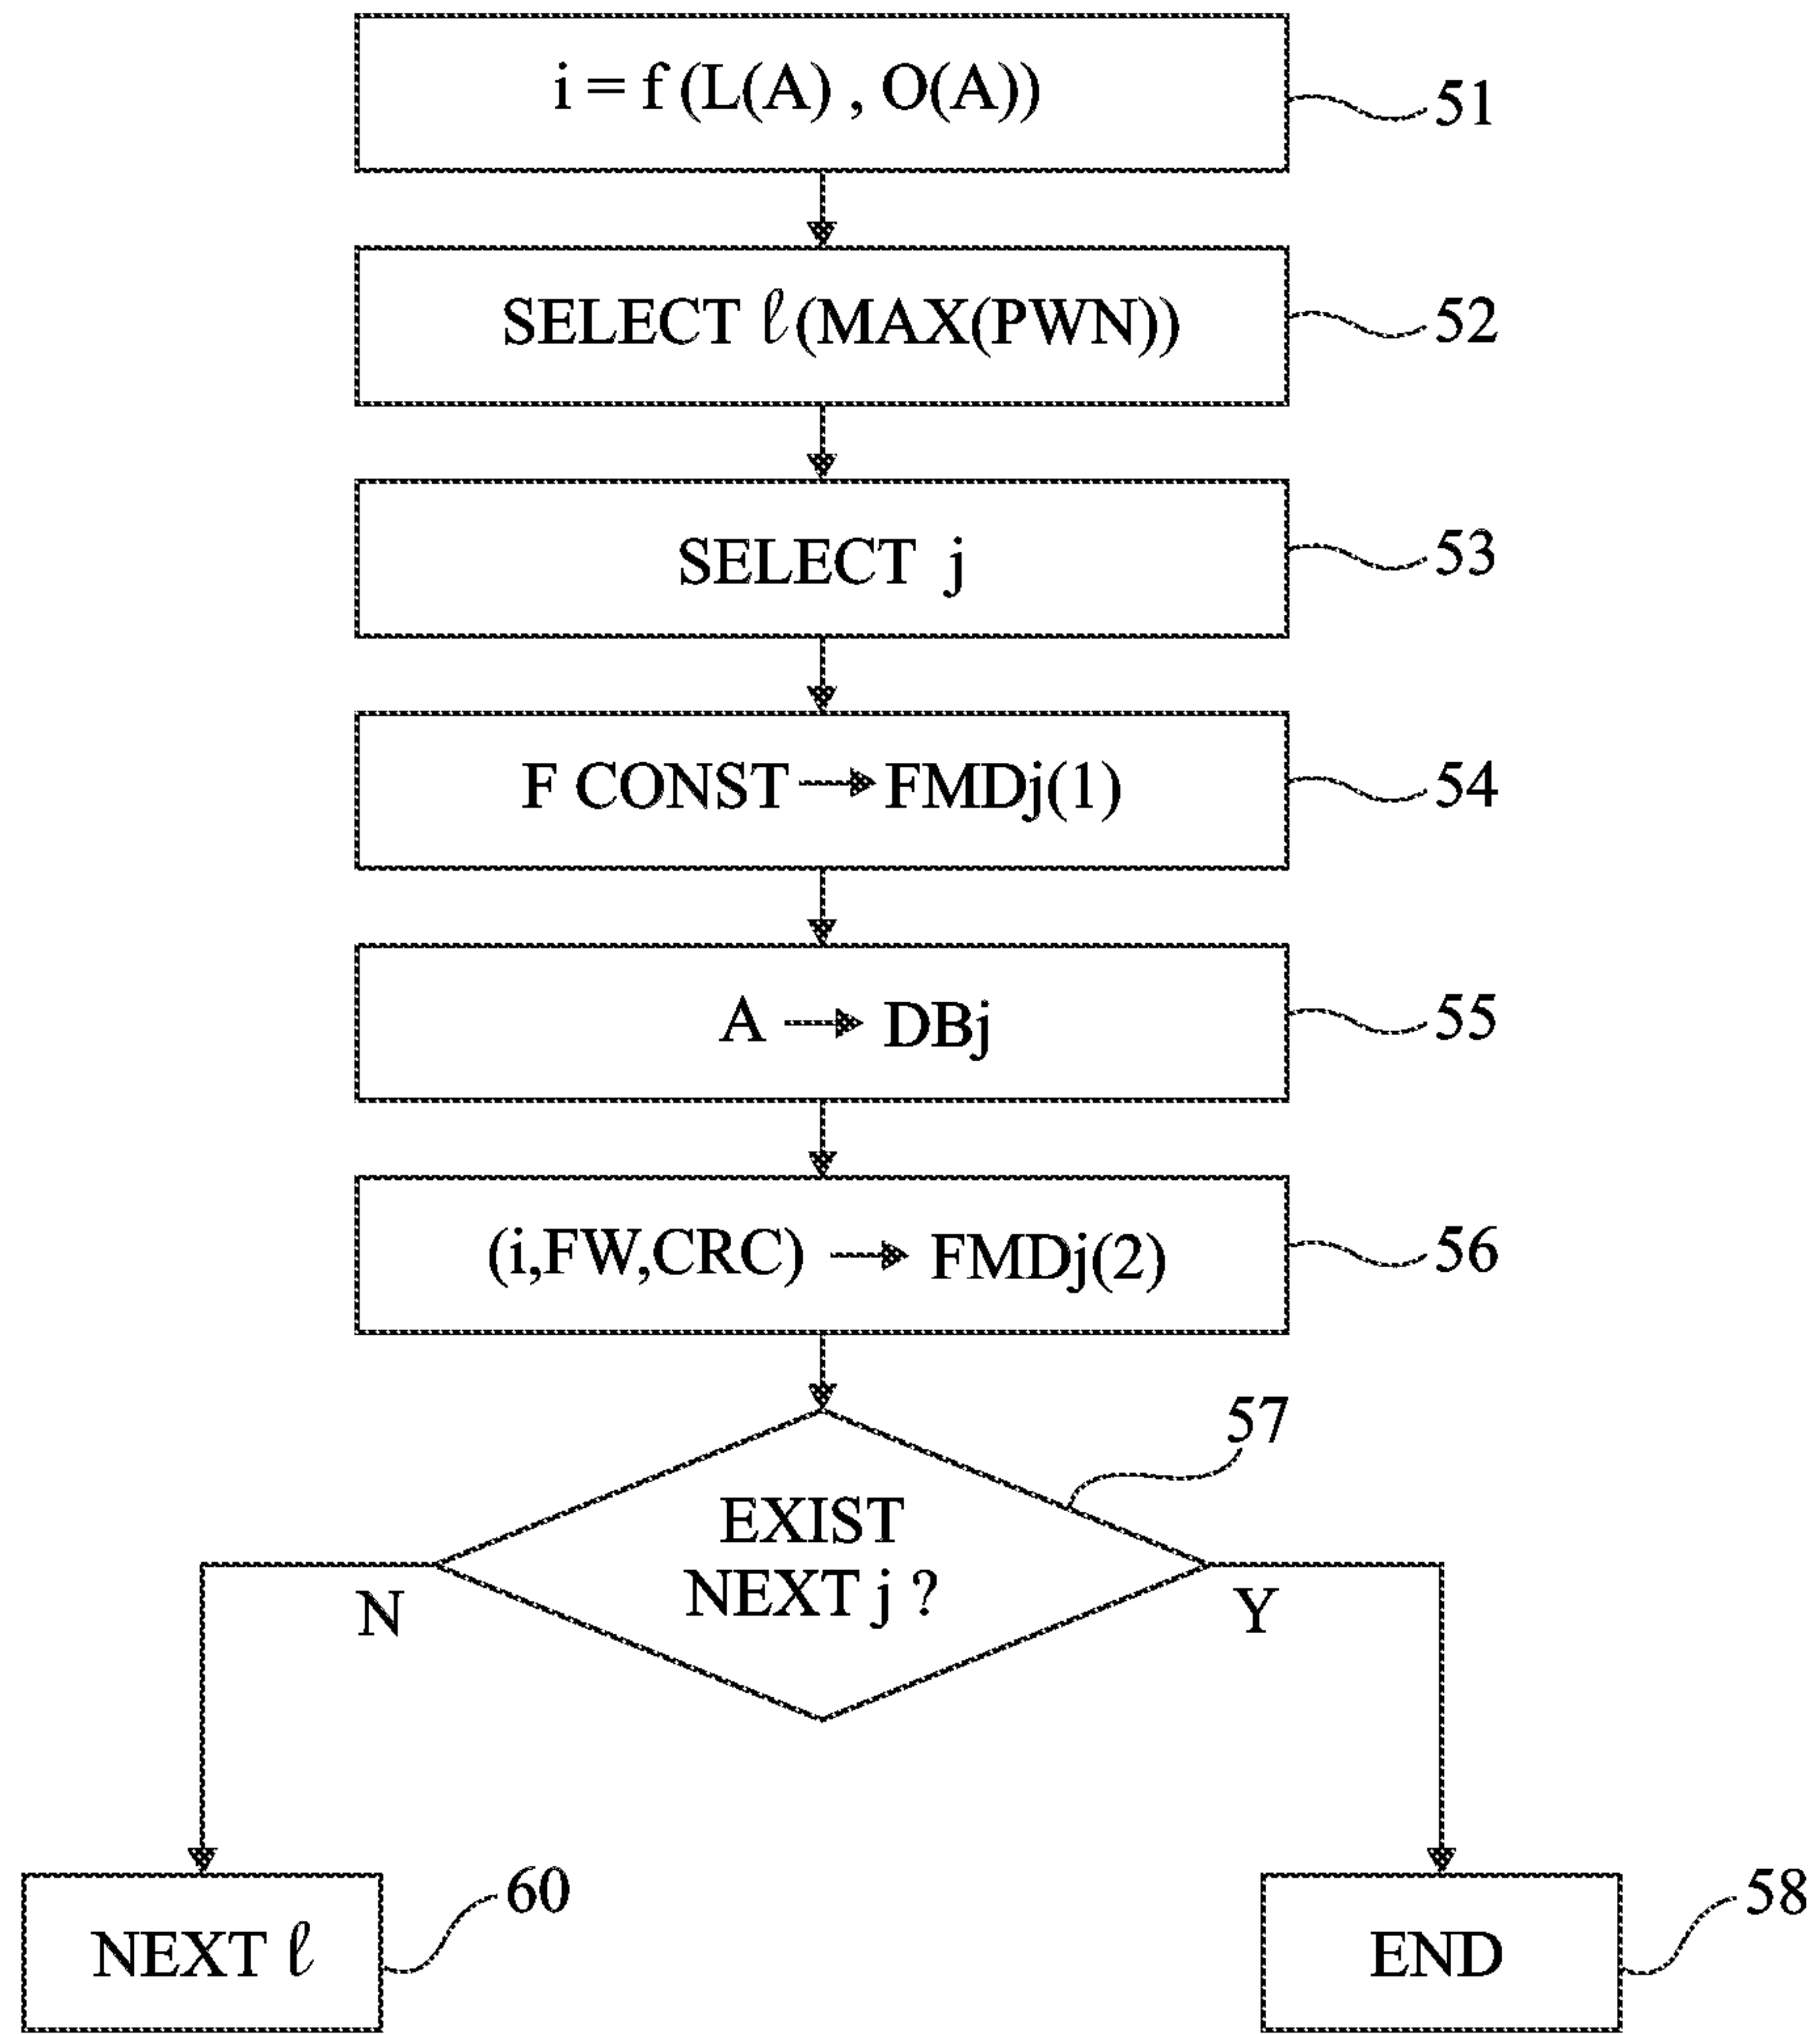 i = f (L(A) , O(A))
51
SELECT ℓ(MAX(PWN))
52
SELECT j
53
F CONST → FMDj(1)
54
A → DBj
55
(i,FW,CRC) → FMDj(2)
56
57
EXIST
NEXT j ?
N
Y
NEXT ℓ
60
END
58